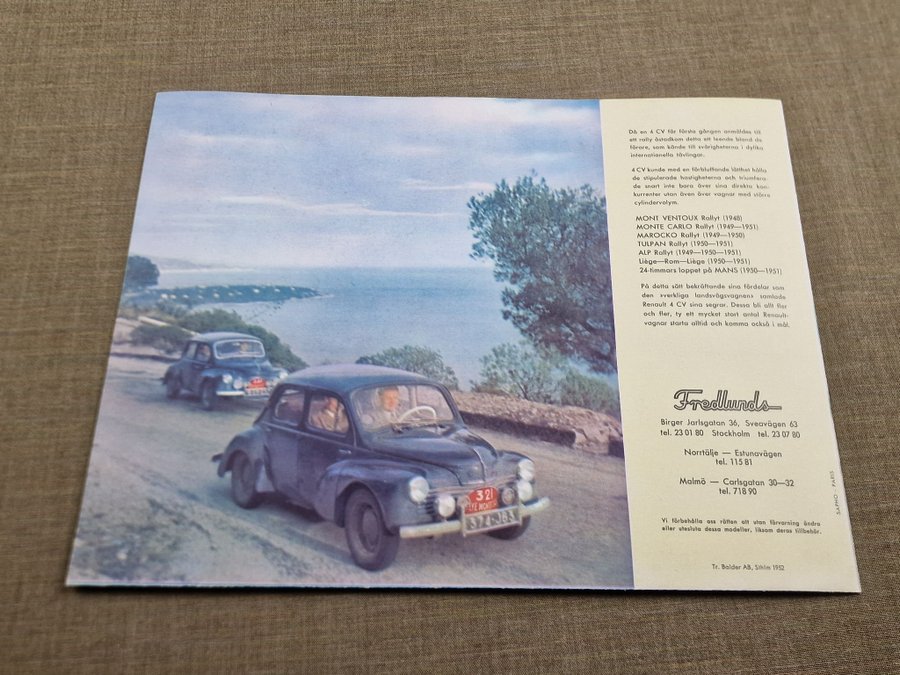 Då en 4 CV för första gången anmäldes till
ett rally åstadkom detta ett leende bland de
förare, som kände till svårigheterna i dylika
internationella tävlingar.
4 CV kunde med en förbluffande lätthet hålla
de stipulerade hastigheterna och triumfera-
de snart inte bara över sina direkta kon-
kurrenter utan även över vagnar med större
cylindervolym.
MONT VENTOUX Rallyt (1948)
MONTE CARLO Rallyt (1949—1951)
MAROCKO Rallyt (1949—1950)
TULPAN Rallyt (1950—1951)
ALP Rallyt (1949—1950—1951)
Liège—Rom—Liège (1950—1951)
24-timmars loppet på MANS (1950—1951)
På detta sätt bekräftande sina fördelar som
den »verkliga landsvägsvagnen» samlade
Renault 4 CV sina segrar. Dessa bli allt fler
och fler, ty ett mycket stort antal Renault-
vagnar starta alltid och komma också i mål.
Fredlunds
Birger Jarlsgatan 36, Sveavägen 63
tel. 23 01 80 Stockholm tel. 23 07 80
Norrtälje — Estunavägen
tel. 115 81
Malmö — Carlsgatan 30—32
tel. 718 90
Vi förbehålla oss rätten att utan förvarning ändra
eller utesluta dessa modeller, liksom deras tillbehör.
Tr. Balder AB, Sthlm 1952
SAPHO - PARIS
321
374-JB3